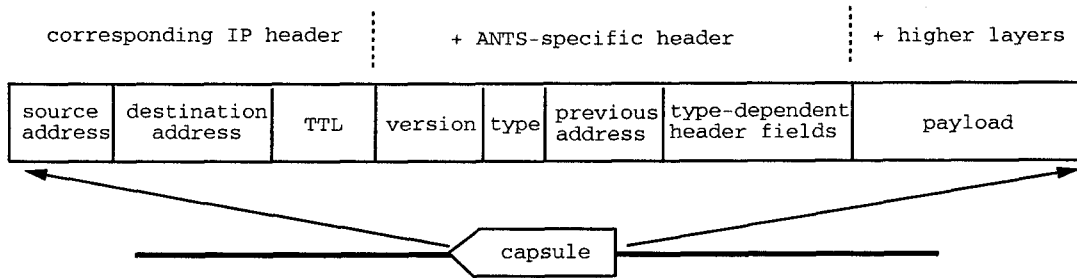 corresponding IP header
+ ANTS-specific header
+ higher layers
source address
destination address
TTL
version
type
previous address
type-dependent header fields
payload
capsule